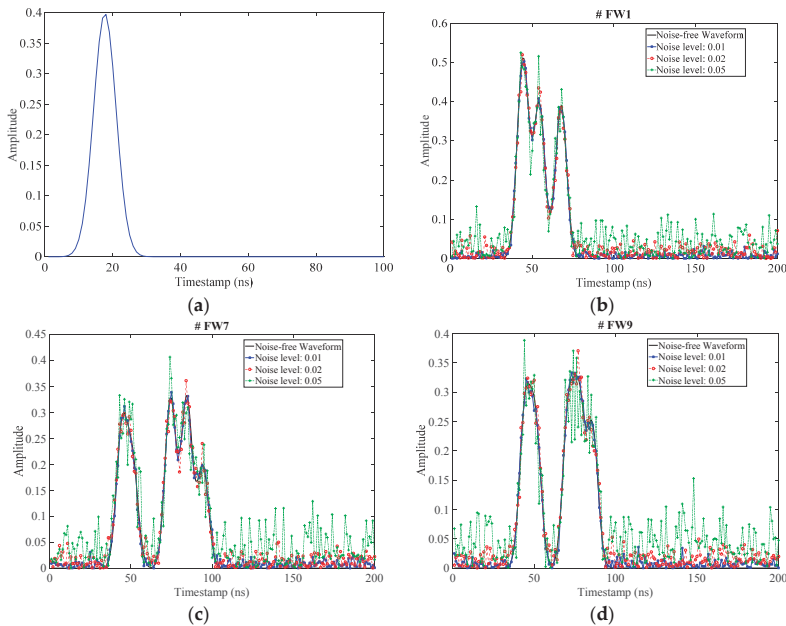 0.4
0.35
0.3
0.25
0.2
0.15
0.1
0.05
0
Amplitude
0 20 40 60 80 100
Timestamp (ns)
(a)
# FW1
0.6
0.5
0.4
0.3
0.2
0.1
0
Amplitude
Noise-free Waveform
Noise level: 0.01
Noise level: 0.02
Noise level: 0.05
0 50 100 150 200
Timestamp (ns)
(b)
# FW7
0.45
0.4
0.35
0.3
0.25
0.2
0.15
0.1
0.05
0
Amplitude
Noise-free Waveform
Noise level: 0.01
Noise level: 0.02
Noise level: 0.05
0 50 100 150 200
Timestamp (ns)
(c)
# FW9
0.4
0.35
0.3
0.25
0.2
0.15
0.1
0.05
0
Amplitude
Noise-free Waveform
Noise level: 0.01
Noise level: 0.02
Noise level: 0.05
0 50 100 150 200
Timestamp (ns)
(d)